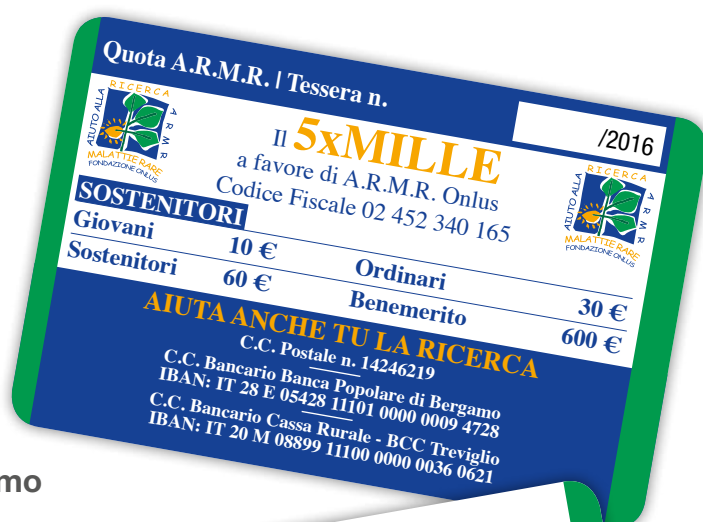 Quota A.R.M.R. | Tessera n.
/2016
AIUTO ALLA RICERCA ARMR
MALATTIE RARE
FONDAZIONE ONLUS
Il 5xMILLE
a favore di A.R.M.R. Onlus
Codice Fiscale 02 452 340 165
AIUTO ALLA RICERCA ARMR
MALATTIE RARE
FONDAZIONE ONLUS
SOSTENITORI
Giovani 10 € Ordinari 30 €
Sostenitori 60 € Benemerito 600 €
AIUTA ANCHE TU LA RICERCA
C.C. Postale n. 14246219
C.C. Bancario Banca Popolare di Bergamo
IBAN: IT 28 E 05428 11101 0000 0009 4728
C.C. Bancario Cassa Rurale - BCC Treviglio
IBAN: IT 20 M 08899 11100 0000 0036 0621
mo